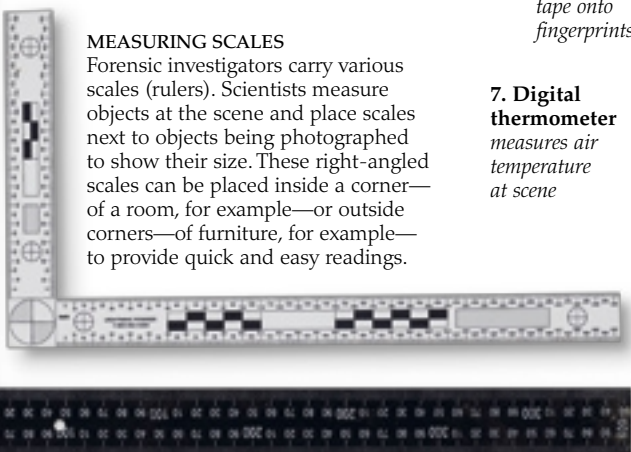 MEASURING SCALES
Forensic investigators carry various
scales (rulers). Scientists measure
objects at the scene and place scales
next to objects being photographed
to show their size. These right-angled
scales can be placed inside a corner—
of a room, for example—or outside
corners—of furniture, for example—
to provide quick and easy readings.
tape onto
fingerprints
7. Digital
thermometer
measures air
temperature
at scene